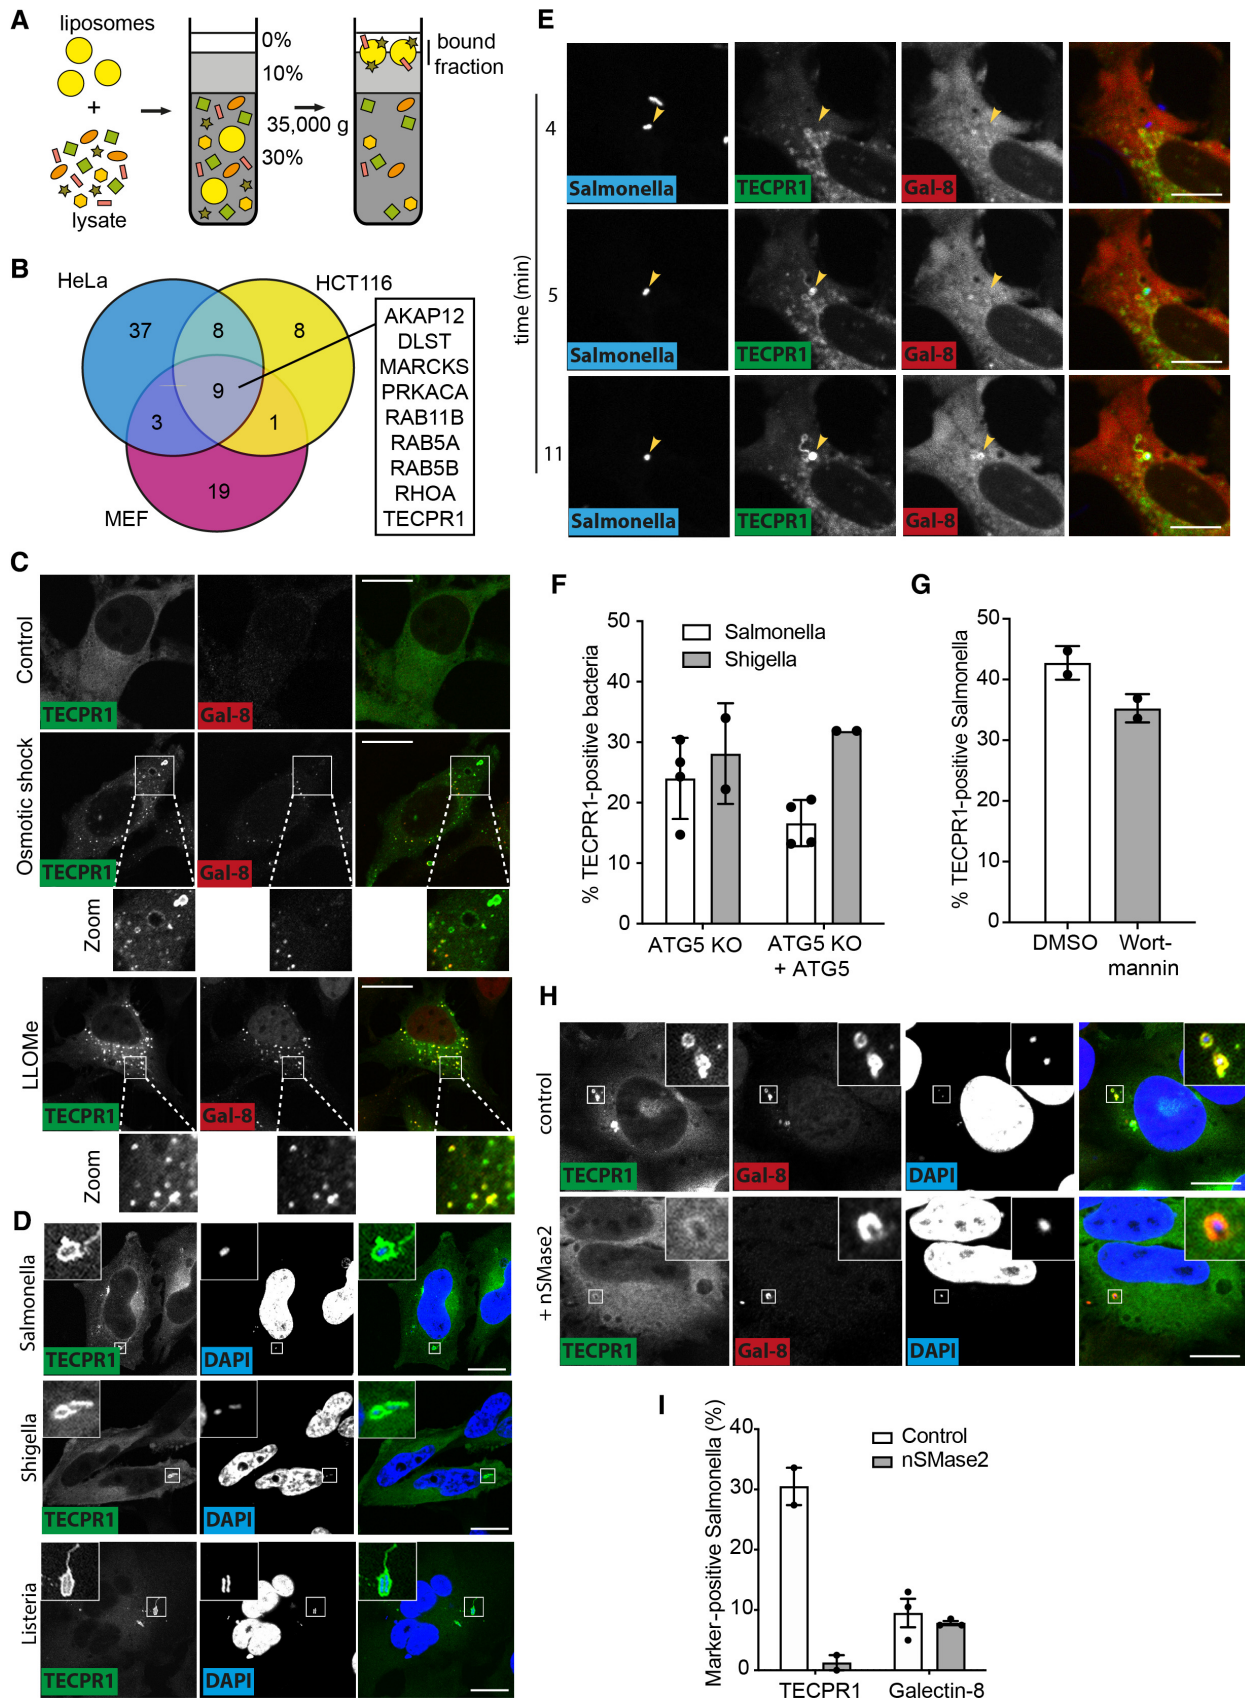 A
liposomes
+
lysate
0%
10%
30%
35,000 g
bound
fraction
B
HeLa
HCT116
MEF
37
8
8
9
3
1
19
AKAP12
DLST
MARCKS
PRKACA
RAB11B
RAB5A
RAB5B
RHOA
TECPR1
C
Control
TECPR1
Gal-8
Osmotic shock
TECPR1
Gal-8
Zoom
LLOMe
TECPR1
Gal-8
Zoom
D
Salmonella
TECPR1
DAPI
Shigella
TECPR1
DAPI
Listeria
TECPR1
DAPI
E
time (min)
4
Salmonella
TECPR1
Gal-8
5
Salmonella
TECPR1
Gal-8
11
Salmonella
TECPR1
Gal-8
F
% TECPR1-positive bacteria
50
40
30
20
10
0
Salmonella
Shigella
ATG5 KO
ATG5 KO
+ ATG5
G
% TECPR1-positive Salmonella
50
40
30
20
10
0
DMSO
Wort-
mannin
H
control
TECPR1
Gal-8
DAPI
+ nSMase2
TECPR1
Gal-8
DAPI
I
Marker-positive Salmonella (%)
40
30
20
10
0
Control
nSMase2
TECPR1
Galectin-8